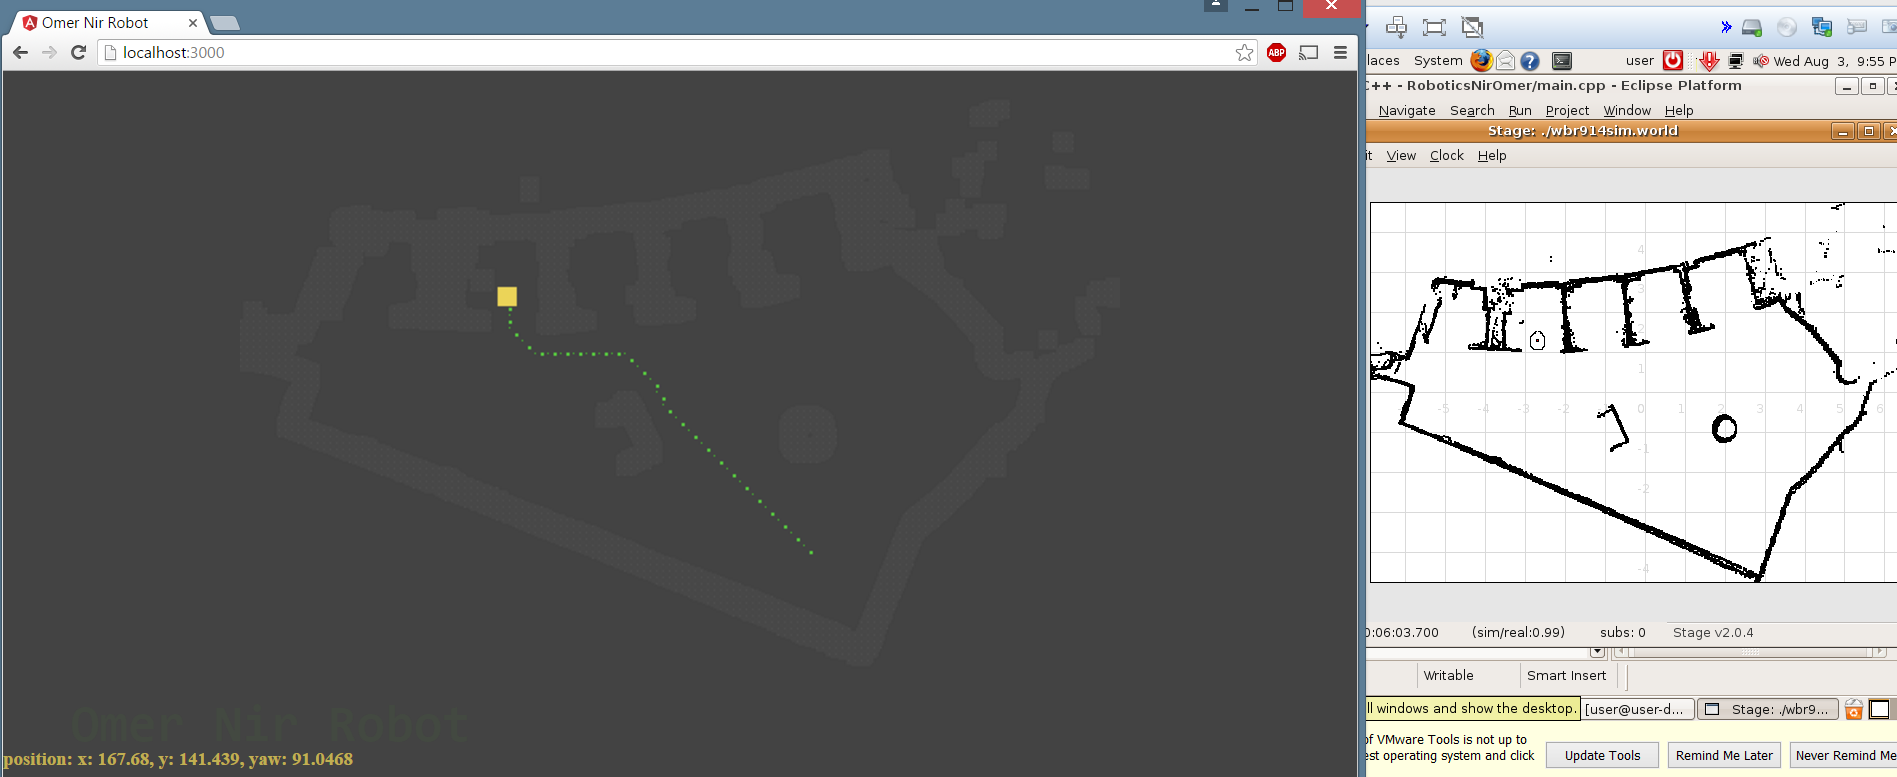 Omer Nir Robot
localhost:3000
ABP
Omer Nir Robot
position: x: 167.68, y: 141.439, yaw: 91.0468
laces System user Wed Aug 3, 9:55 P
C++ - RoboticsNirOmer/main.cpp - Eclipse Platform
Navigate Search Run Project Window Help
Stage: ./wbr914sim.world
it View Clock Help
4
3
2
1
-5 -4 -3 -2 0 1 2 3 4 5 6
-1
-2
-4
0:06:03.700 (sim/real:0.99) subs: 0 Stage v2.0.4
Writable Smart Insert
ll windows and show the desktop. [user@user-d... Stage: ./wbr9...
of VMware Tools is not up to
est operating system and click
Update Tools Remind Me Later Never Remind Me